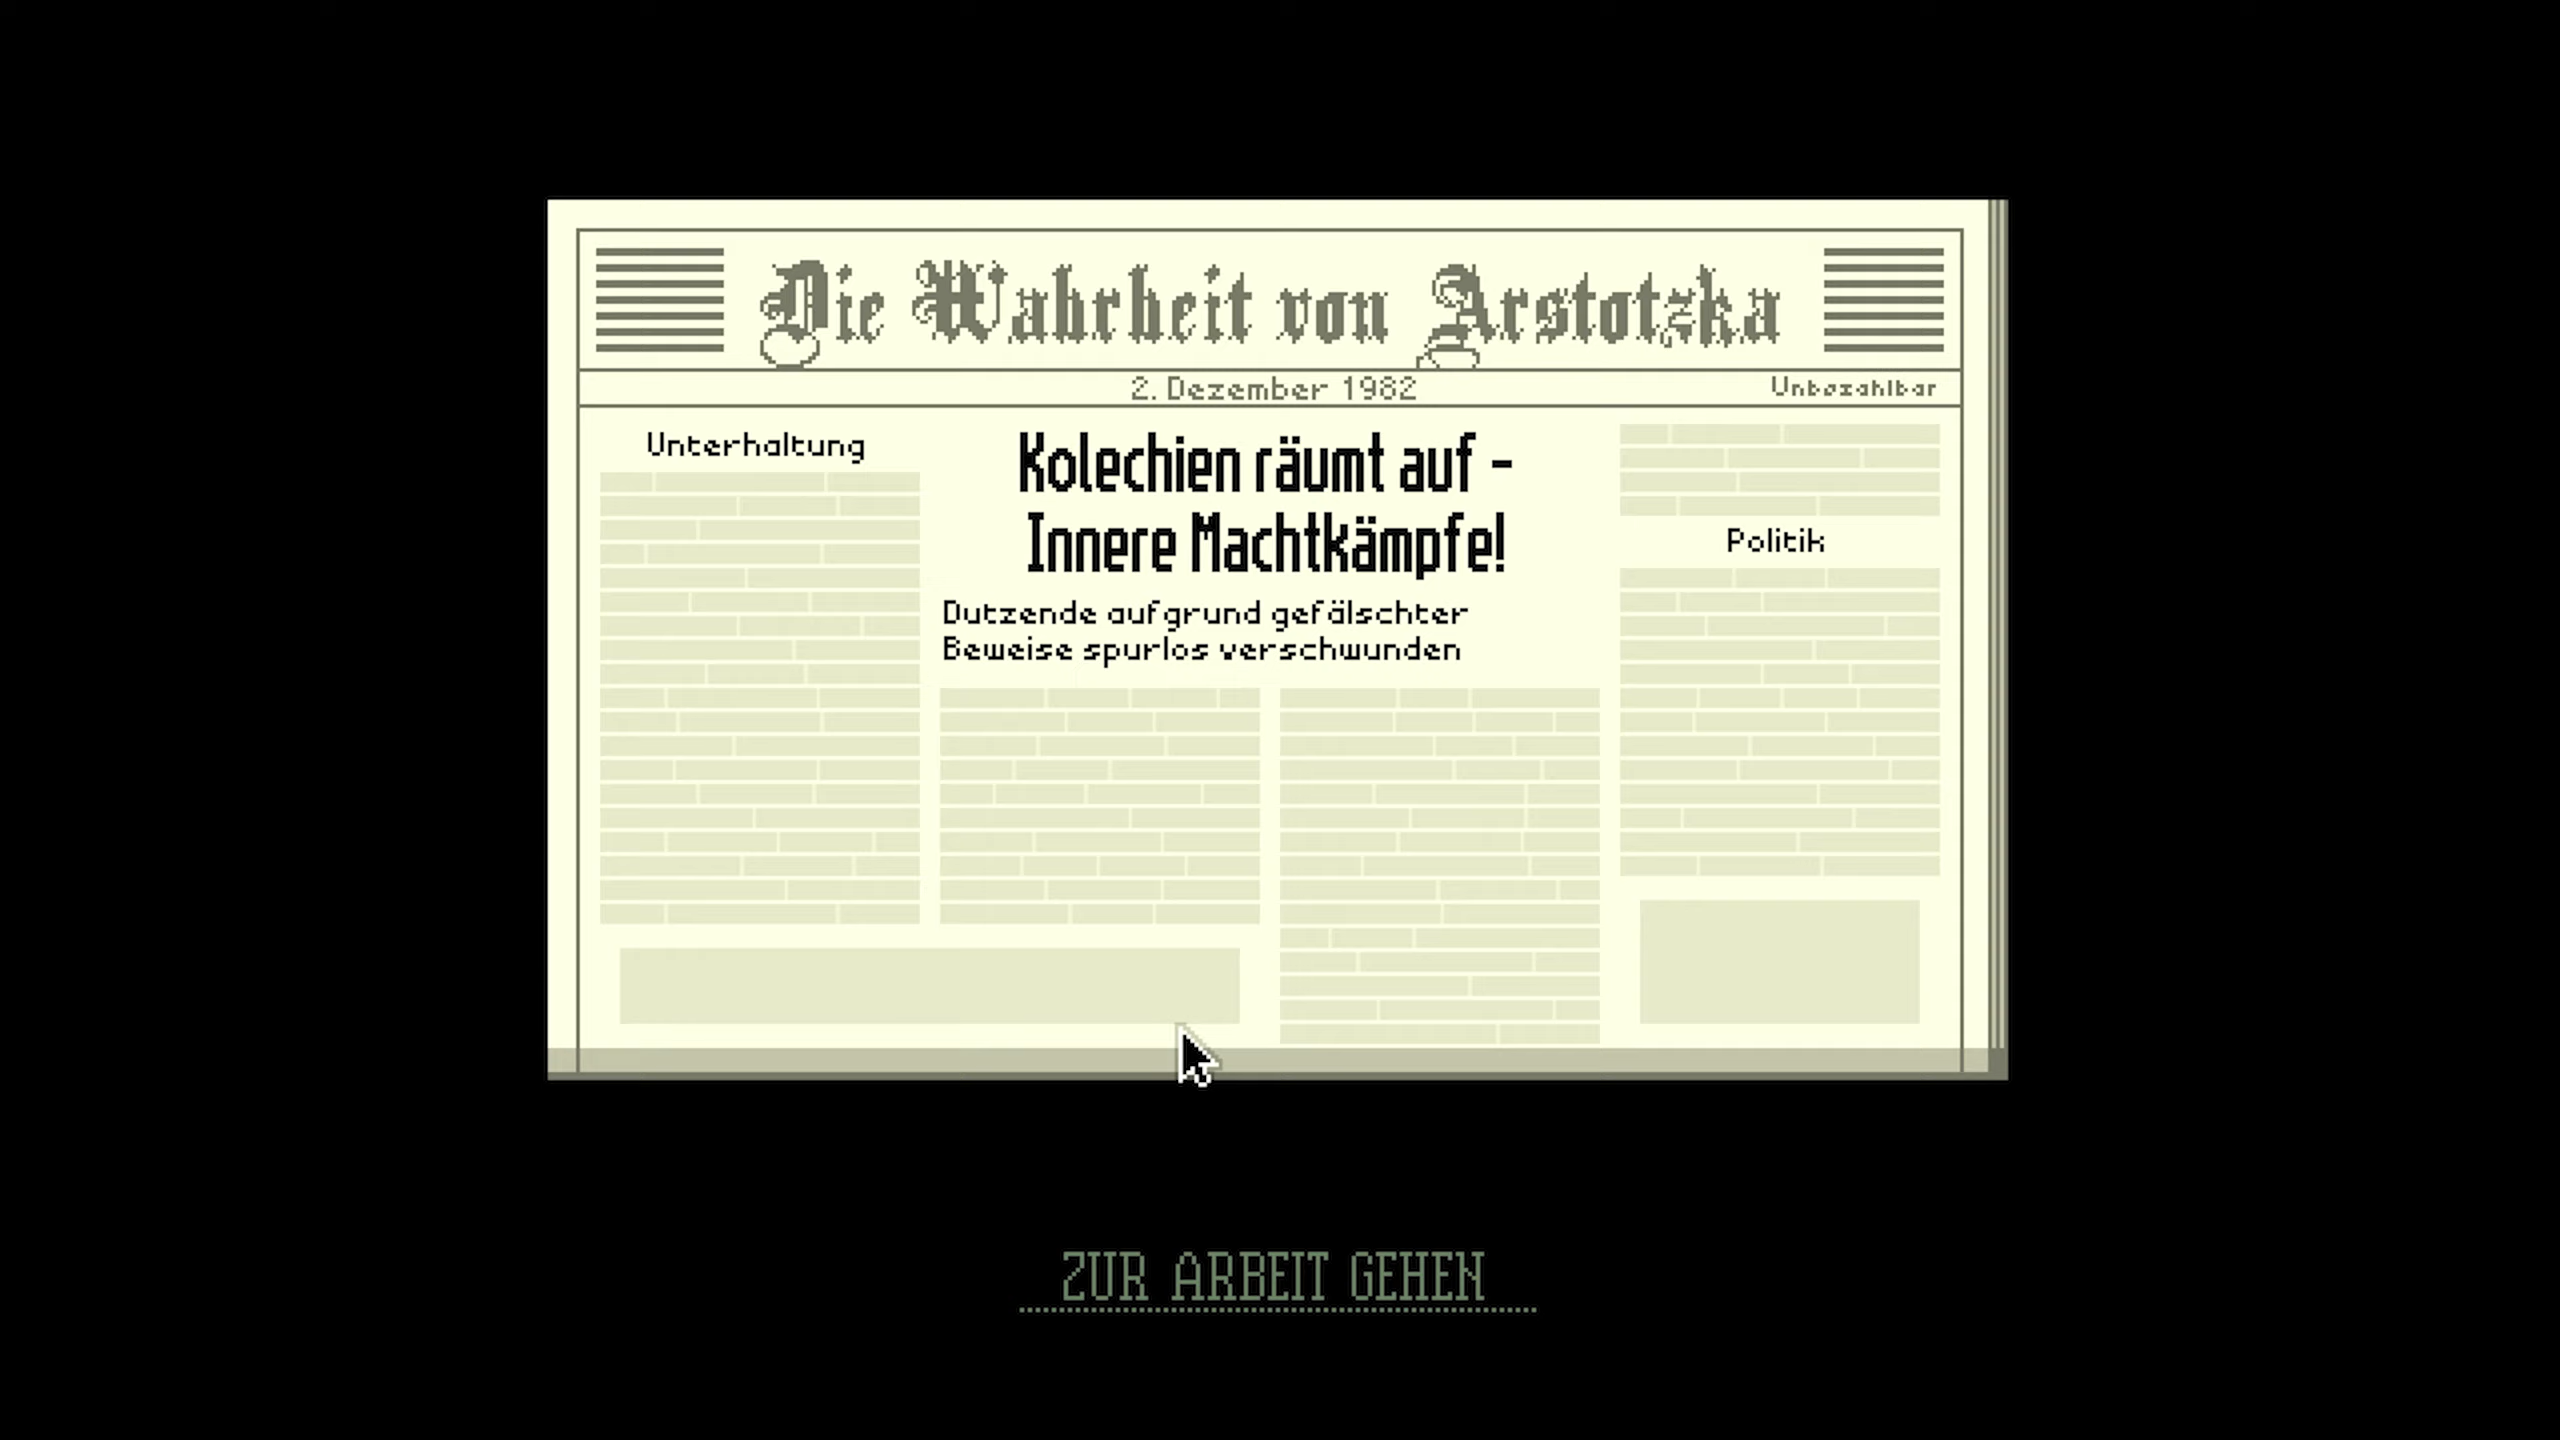 Die Wahrheit von Arstotzka
2. Dezember 1982
Unbezahlbar
Unterhaltung
Kolechien räumt auf -
Innere Machtkämpfe!
Dutzende aufgrund gefälschter
Beweise spurlos verschwunden
Politik
ZUR ARBEIT GEHEN